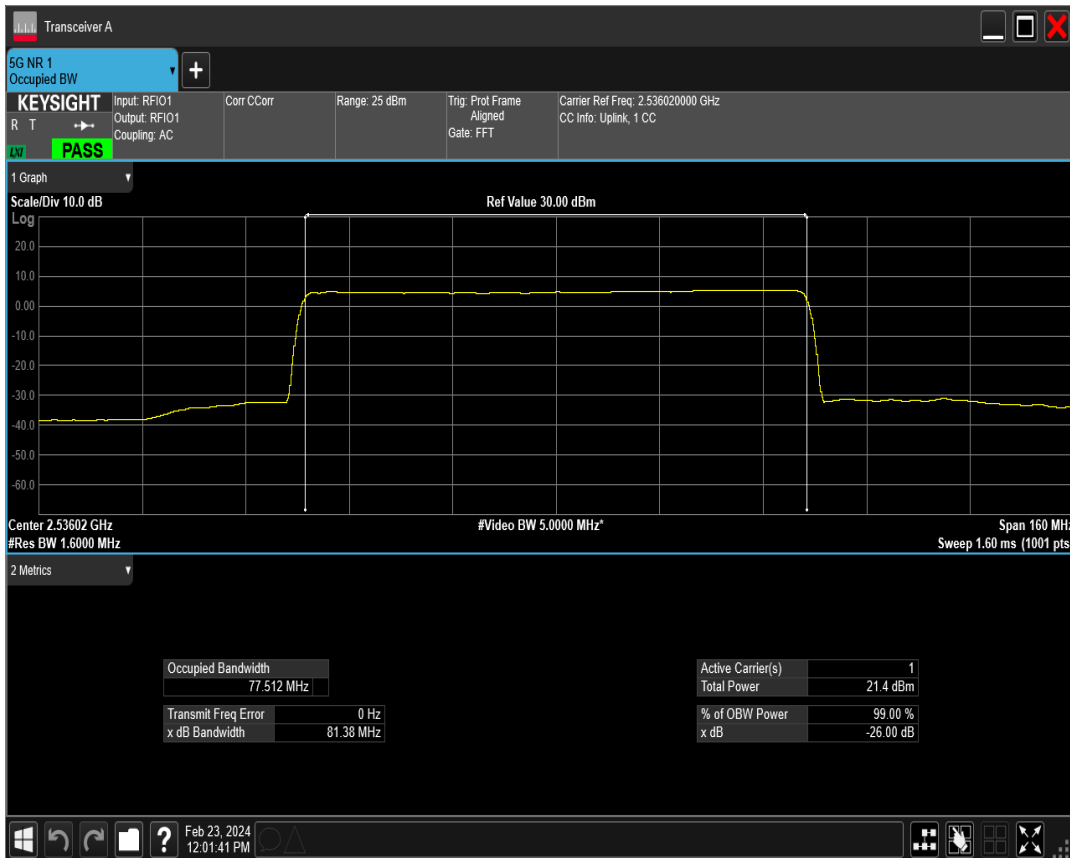 Transceiver A
5G NR 1
Occupied BW
+
KEYSIGHT
R T
LXI
PASS
Input: RFIO1
Output: RFIO1
Coupling: AC
Corr CCorr
Range: 25 dBm
Trig: Prot Frame
Aligned
Gate: FFT
Carrier Ref Freq: 2.536020000 GHz
CC Info: Uplink, 1 CC
1 Graph
Scale/Div 10.0 dB
Ref Value 30.00 dBm
Log
20.0
10.0
0.00
-10.0
-20.0
-30.0
-40.0
-50.0
-60.0
Center 2.53602 GHz
#Video BW 5.0000 MHz*
Span 160 MHz
#Res BW 1.6000 MHz
Sweep 1.60 ms (1001 pts
2 Metrics
Occupied Bandwidth
77.512 MHz
Transmit Freq Error 0 Hz
x dB Bandwidth 81.38 MHz
Active Carrier(s) 1
Total Power 21.4 dBm
% of OBW Power 99.00 %
x dB -26.00 dB
?
Feb 23, 2024
12:01:41 PM